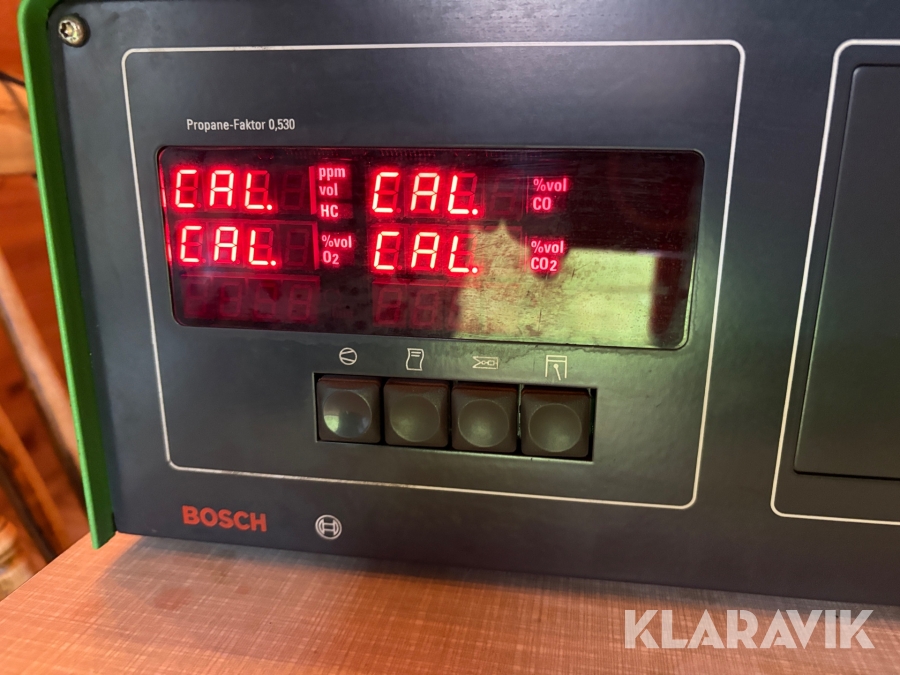 Propane-Faktor 0,530
CAL. ppm vol HC CAL. %vol CO
CAL. %vol O2 CAL. %vol CO2
BOSCH
KLARAVIK